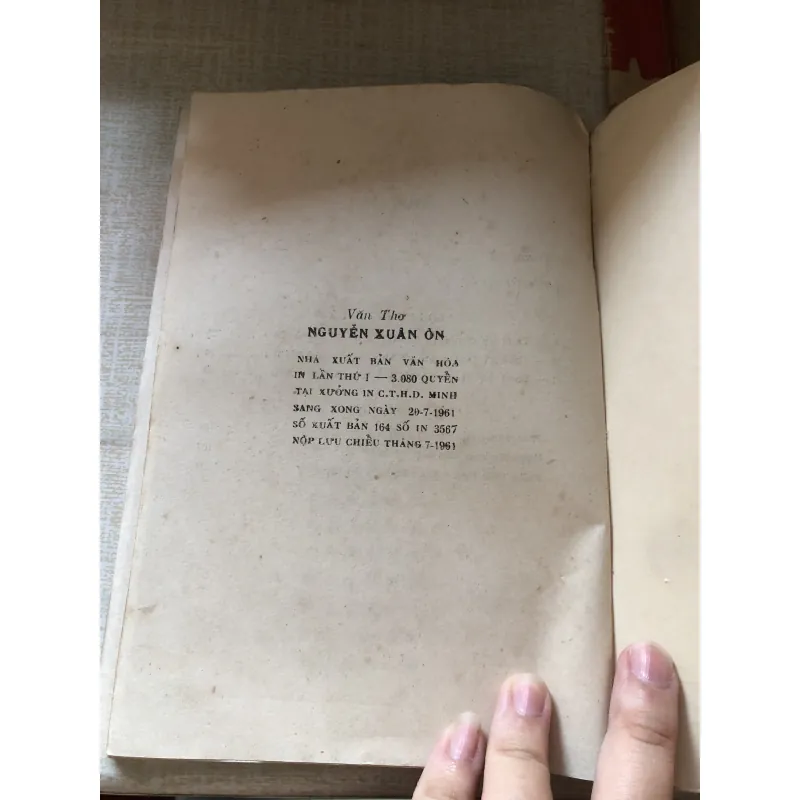 Văn Thơ
NGUYỄN XUÂN ÔN
NHÀ XUẤT BẢN VĂN HÓA
IN LẦN THỨ I — 3.080 QUYỂN
TẠI XƯỞNG IN C.T.H.D. MINH
SANG XONG NGÀY 20-7-1961
SỐ XUẤT BẢN 164 SỐ IN 3567
NỘP LƯU CHIỂU THÁNG 7-1961